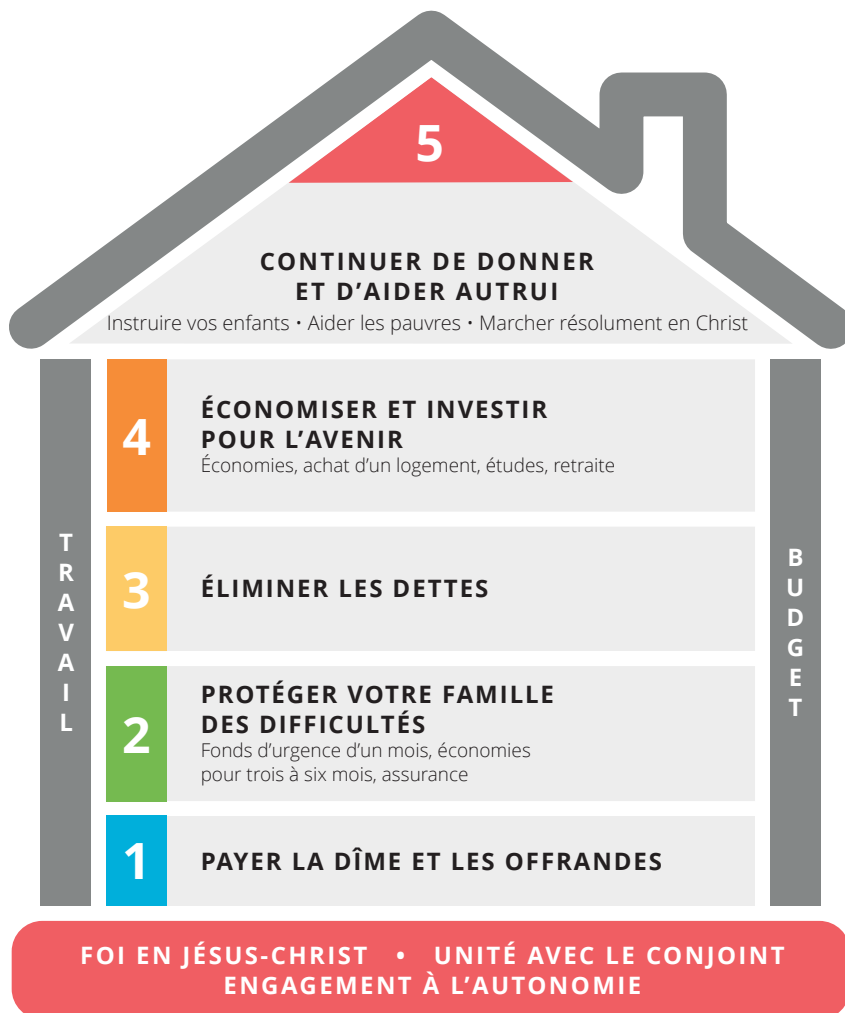 5
CONTINUER DE DONNER
ET D’AIDER AUTRUI
Instruire vos enfants • Aider les pauvres • Marcher résolument en Christ
4
ÉCONOMISER ET INVESTIR
POUR L’AVENIR
Économies, achat d’un logement, études, retraite
3
ÉLIMINER LES DETTES
2
PROTÉGER VOTRE FAMILLE
DES DIFFICULTÉS
Fonds d’urgence d’un mois, économies
pour trois à six mois, assurance
1
PAYER LA DÎME ET LES OFFRANDES
TRAVAIL
BUDGET
FOI EN JÉSUS-CHRIST • UNITÉ AVEC LE CONJOINT
ENGAGEMENT À L’AUTONOMIE